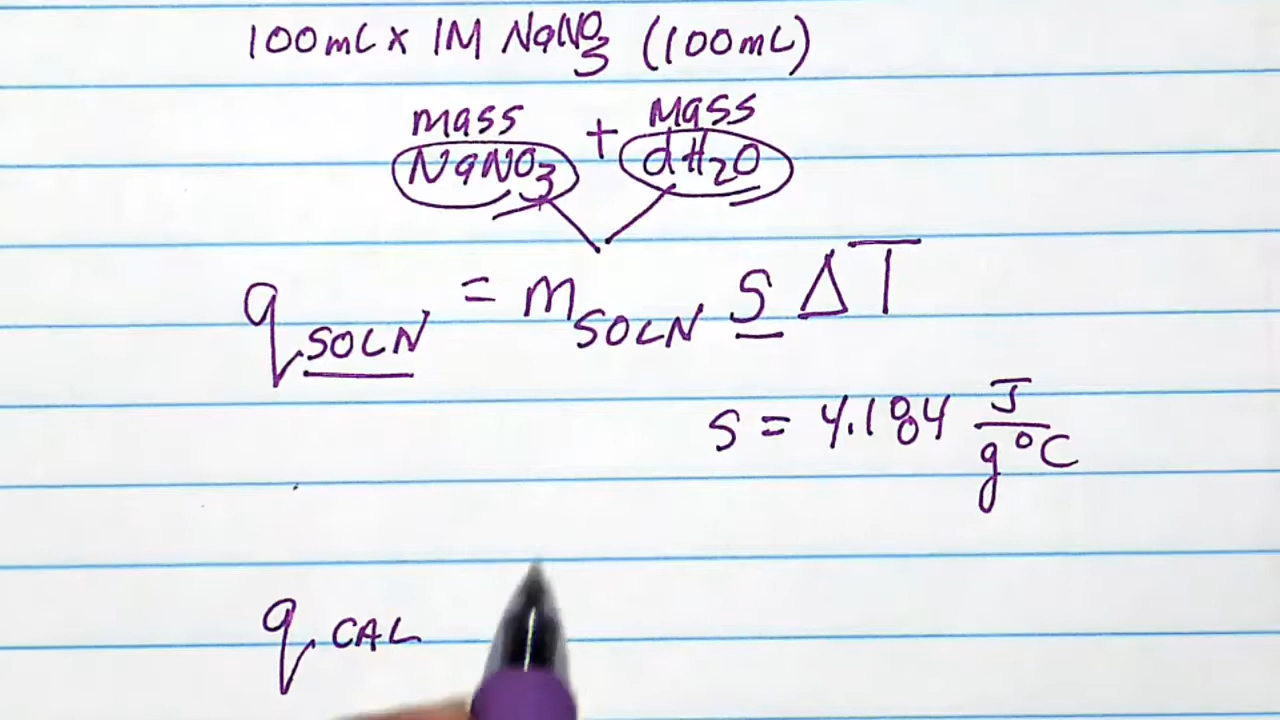 100mL x 1M NaNO3 (100mL)
mass NaNO3 + mass dH2O
qSOLN = mSOLN S ΔT
S = 4.184 J/g°C
qCAL